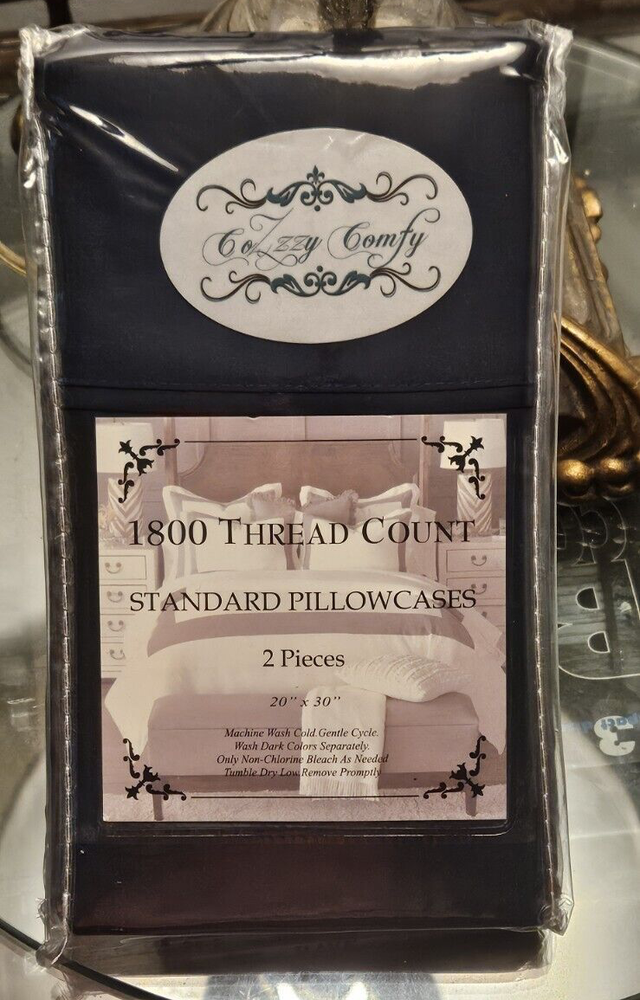 CoZzzy Comfy
1800 THREAD COUNT
STANDARD PILLOWCASES
2 Pieces
20" x 30"
Machine Wash Cold Gentle Cycle.
Wash Dark Colors Separately.
Only Non-Chlorine Bleach As Needed
Tumble Dry Low Remove Promptly